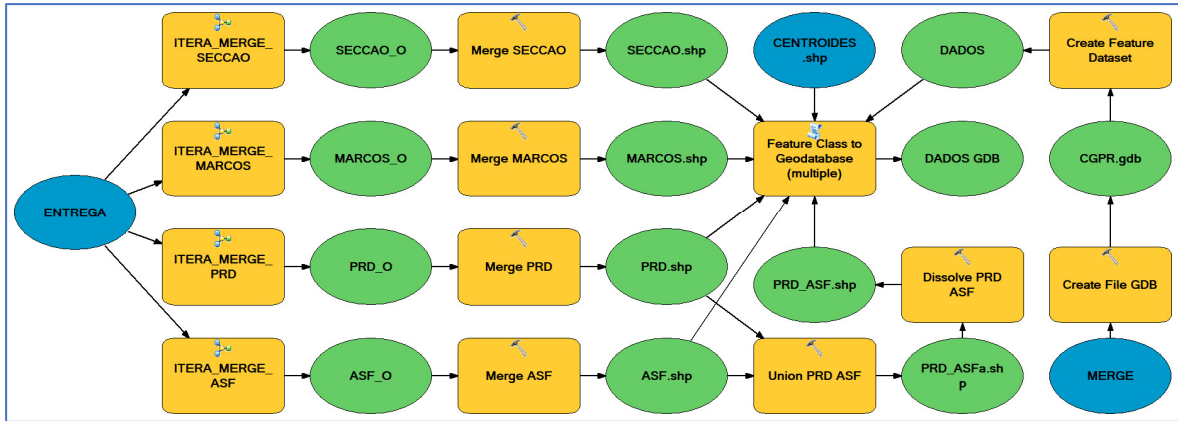 ITERA_MERGE_
SECCAO
SECCAO_O
Merge SECCAO
SECCAO.shp
CENTROIDES
.shp
DADOS
Create Feature
Dataset
ENTREGA
ITERA_MERGE_
MARCOS
MARCOS_O
Merge MARCOS
MARCOS.shp
Feature Class to
Geodatabase
(multiple)
DADOS GDB
CGPR.gdb
ITERA_MERGE_
PRD
PRD_O
Merge PRD
PRD.shp
PRD_ASF.shp
Dissolve PRD
ASF
Create File GDB
ITERA_MERGE_
ASF
ASF_O
Merge ASF
ASF.shp
Union PRD ASF
PRD_ASFa.sh
p
MERGE